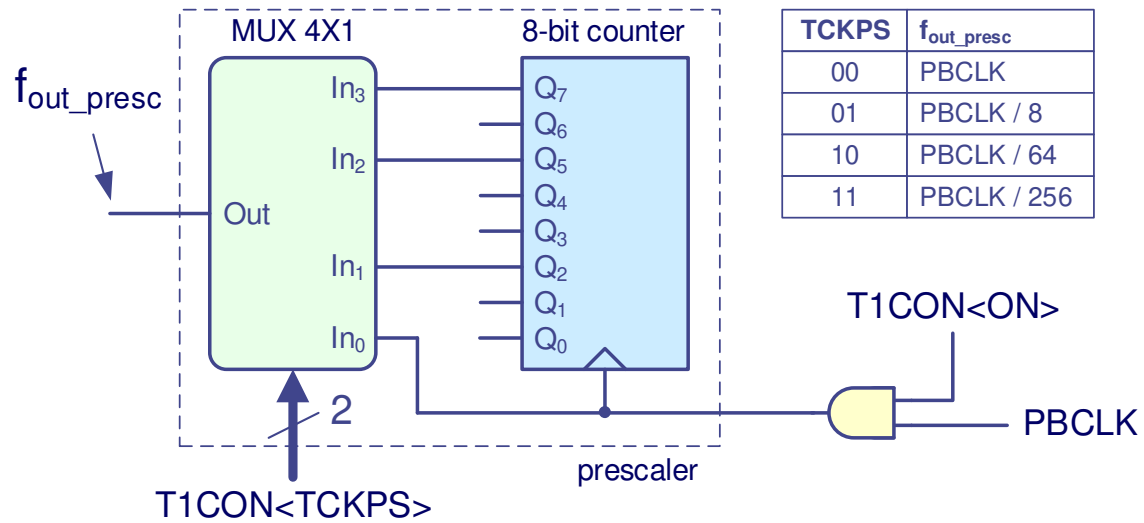 MUX 4X1
8-bit counter
TCKPS f_out_presc
00 PBCLK
01 PBCLK / 8
10 PBCLK / 64
11 PBCLK / 256
f_out_presc
In₃ Q₇
Q₆
In₂ Q₅
Q₄
Out
Q₃
In₁ Q₂
Q₁
In₀ Q₀
T1CON<ON>
2
PBCLK
prescaler
T1CON<TCKPS>